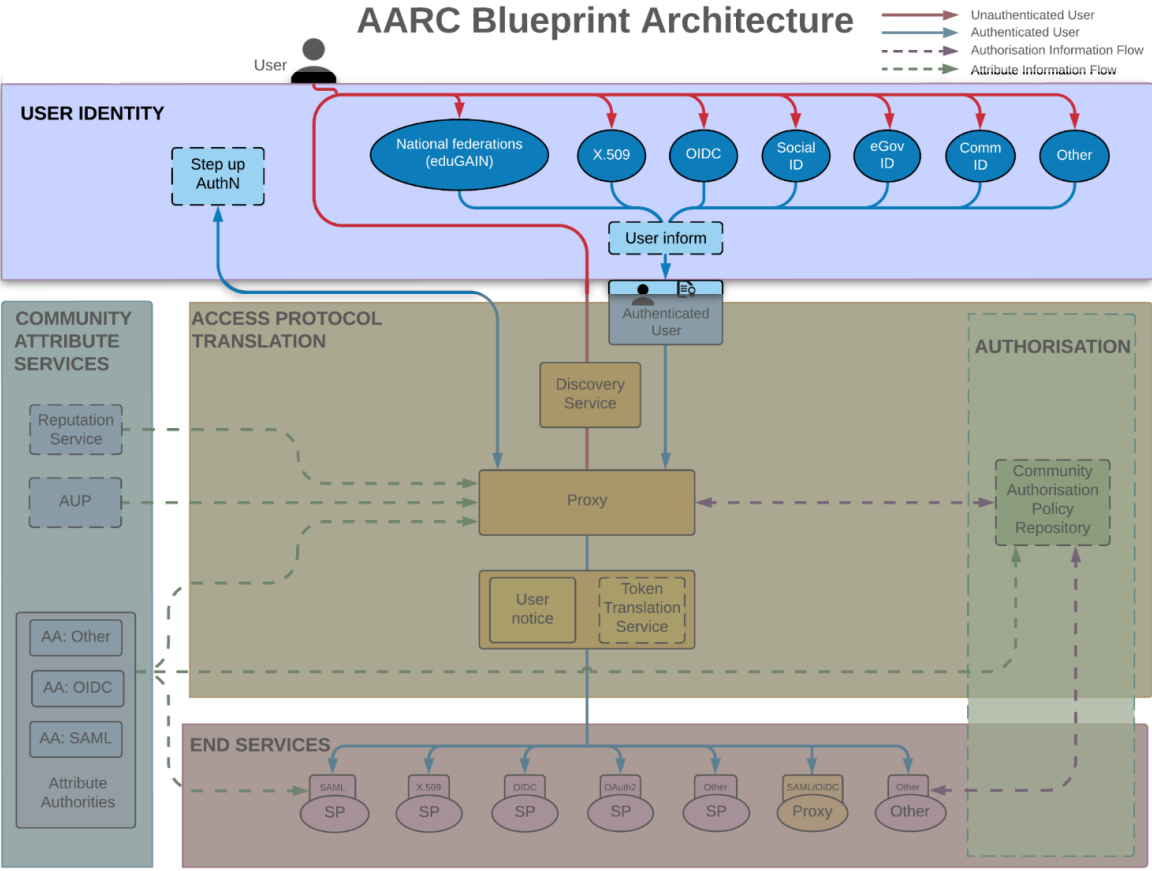 AARC Blueprint Architecture
Unauthenticated User
Authenticated User
Authorisation Information Flow
Attribute Information Flow
User
USER IDENTITY
Step up
AuthN
National federations
(eduGAIN)
X.509
OIDC
Social
ID
eGov
ID
Comm
ID
Other
User inform
Authenticated
User
COMMUNITY
ATTRIBUTE
SERVICES
ACCESS PROTOCOL
TRANSLATION
AUTHORISATION
Discovery
Service
Reputation
Service
AUP
Proxy
Community
Authorisation
Policy
Repository
User
notice
Token
Translation
Service
AA: Other
AA: OIDC
AA: SAML
Attribute
Authorities
END SERVICES
SAML
SP
X.509
SP
OIDC
SP
OAuth2
SP
Other
SP
SAML/OIDC
Proxy
Other
Other